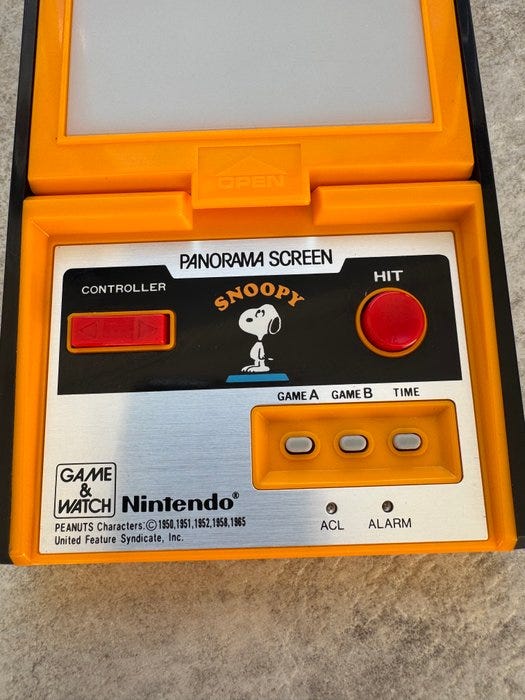 OPEN
PANORAMA SCREEN
CONTROLLER
SNOOPY
HIT
GAME A GAME B TIME
GAME
&
WATCH
Nintendo®
PEANUTS Characters:© 1950,1951,1952,1958,1965
United Feature Syndicate, Inc.
ACL ALARM